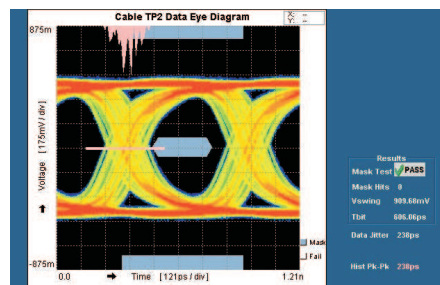 Cable TP2 Data Eye Diagram
X: --
Y: --
875m
Voltage [175mV / div]
-875m
0.0
Time [121ps / div]
1.21n
Mask
Fail
Results
Mask Test PASS
Mask Hits 0
Vswing 909.68mV
Tbit 606.06ps
Data Jitter 238ps
Hist Pk-Pk 238ps